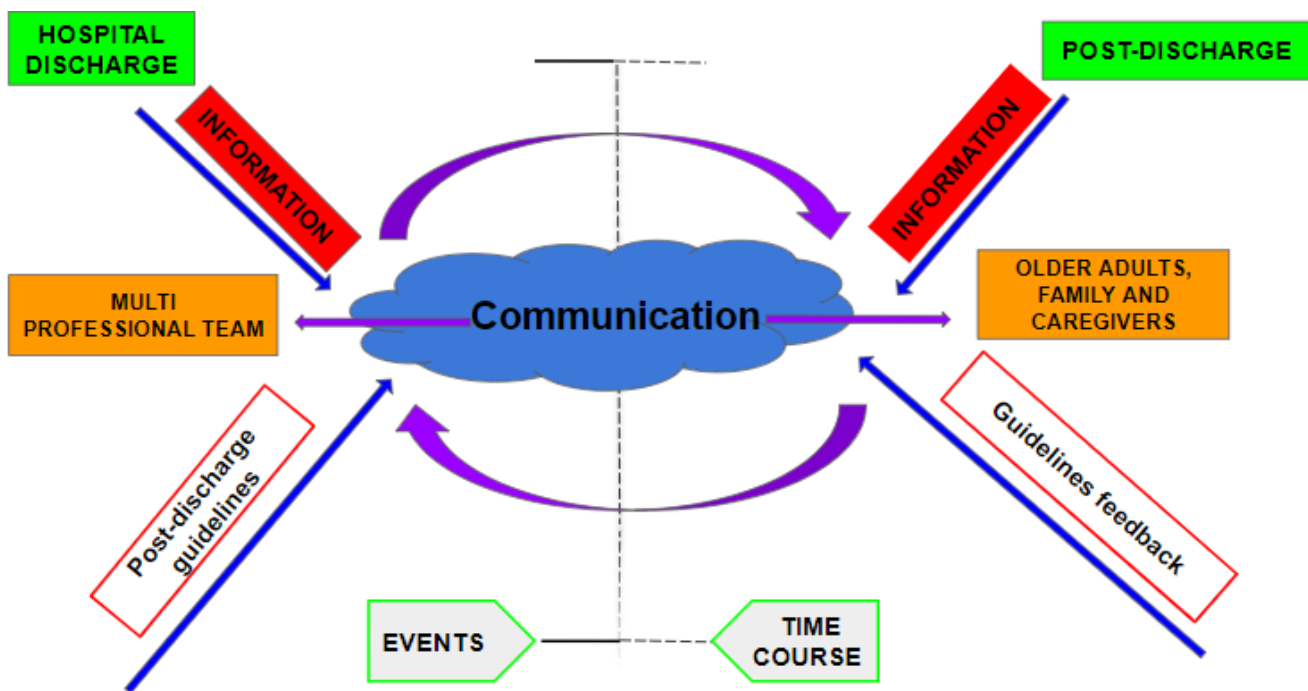 HOSPITAL
DISCHARGE
POST-DISCHARGE
INFORMATION
INFORMATION
MULTI
PROFESSIONAL TEAM
Communication
OLDER ADULTS,
FAMILY AND
CAREGIVERS
Post-discharge
guidelines
Guidelines feedback
EVENTS
TIME
COURSE